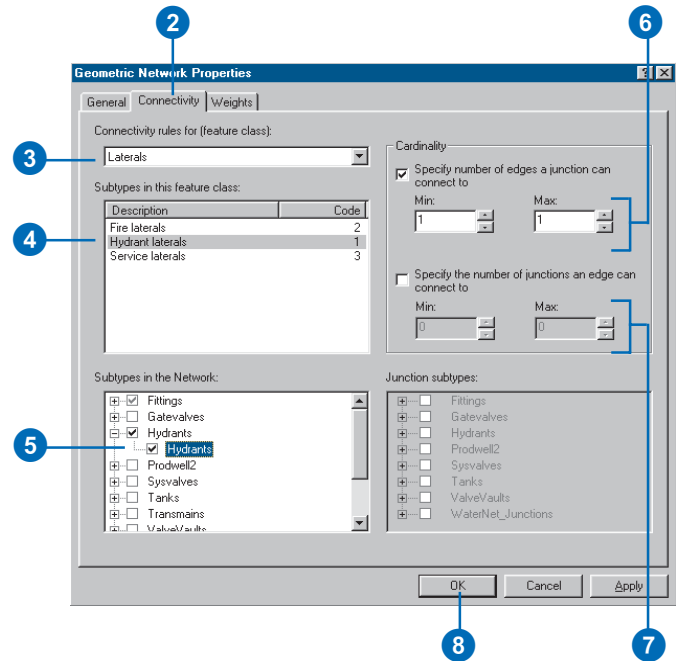 2
6
Geometric Network Properties
General Connectivity Weights
Connectivity rules for (feature class):
3
Laterals
Subtypes in this feature class:
Description Code
4
Fire laterals 2
Hydrant laterals 1
Service laterals 3
Cardinality
Specify number of edges a junction can
connect to
Min: Max:
1 1
Specify the number of junctions an edge can
connect to
Min: Max:
0 0
Subtypes in the Network:
5
Fittings
Gatevalves
Hydrants
Hydrants
Prodwell2
Sysvalves
Tanks
Transmains
ValveVaults
Junction subtypes:
Fittings
Gatevalves
Hydrants
Prodwell2
Sysvalves
Tanks
ValveVaults
WaterNet_Junctions
OK Cancel Apply
8
7